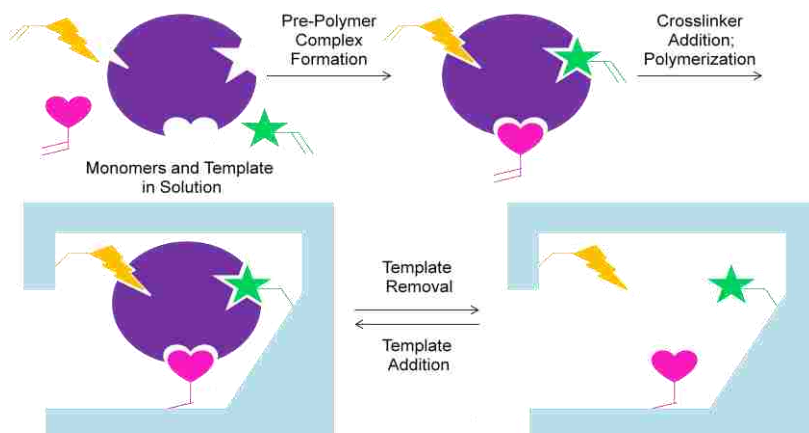 Pre-Polymer
Complex
Formation
Crosslinker
Addition;
Polymerization
Monomers and Template
in Solution
Template
Removal
Template
Addition